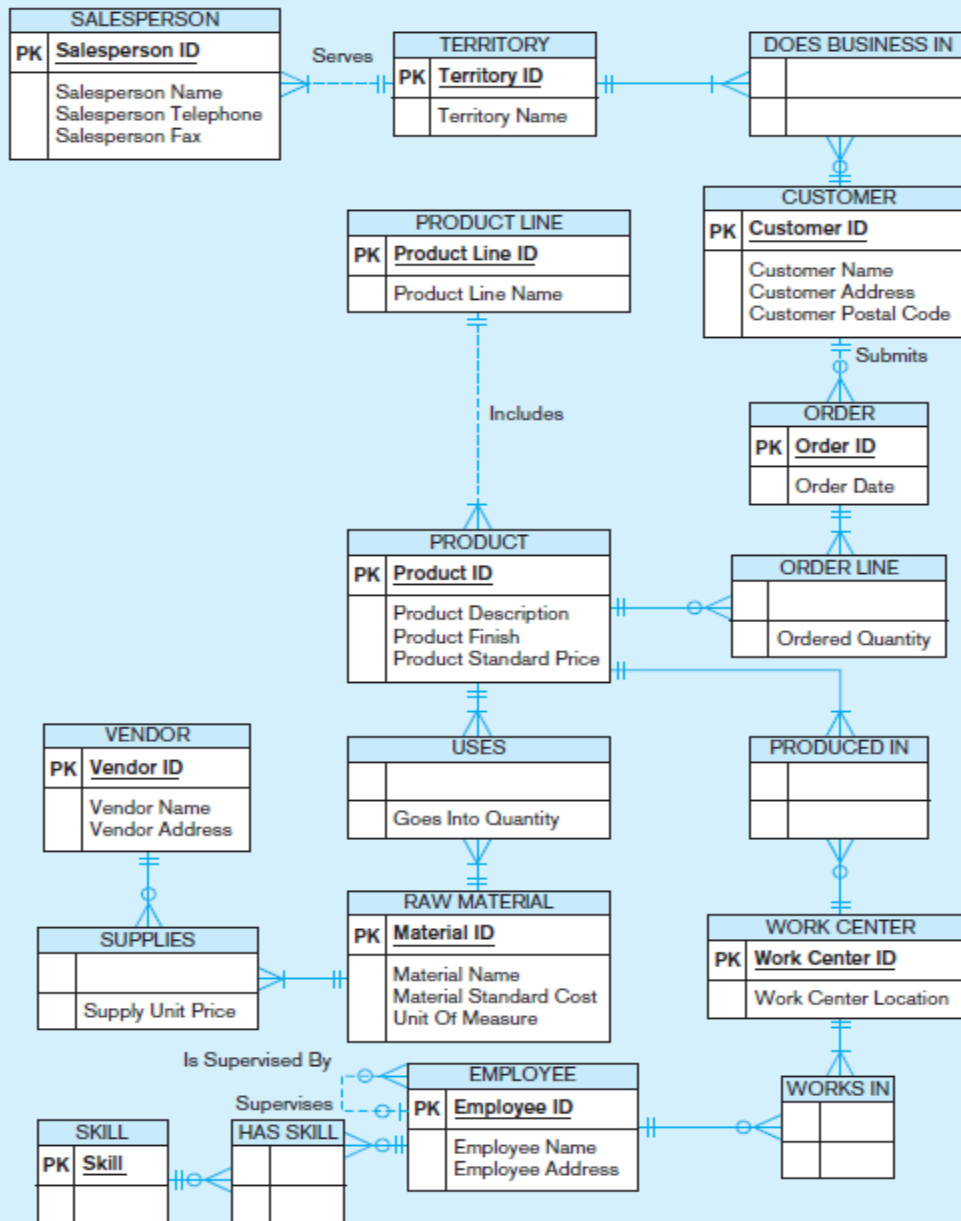 SALESPERSON
PK Salesperson ID
Salesperson Name
Salesperson Telephone
Salesperson Fax
Serves
TERRITORY
PK Territory ID
Territory Name
DOES BUSINESS IN
CUSTOMER
PK Customer ID
Customer Name
Customer Address
Customer Postal Code
PRODUCT LINE
PK Product Line ID
Product Line Name
Submits
Includes
ORDER
PK Order ID
Order Date
PRODUCT
PK Product ID
Product Description
Product Finish
Product Standard Price
ORDER LINE
Ordered Quantity
VENDOR
PK Vendor ID
Vendor Name
Vendor Address
USES
Goes Into Quantity
PRODUCED IN
SUPPLIES
Supply Unit Price
RAW MATERIAL
PK Material ID
Material Name
Material Standard Cost
Unit Of Measure
WORK CENTER
PK Work Center ID
Work Center Location
Is Supervised By
Supervises
EMPLOYEE
PK Employee ID
Employee Name
Employee Address
WORKS IN
SKILL
PK Skill
HAS SKILL